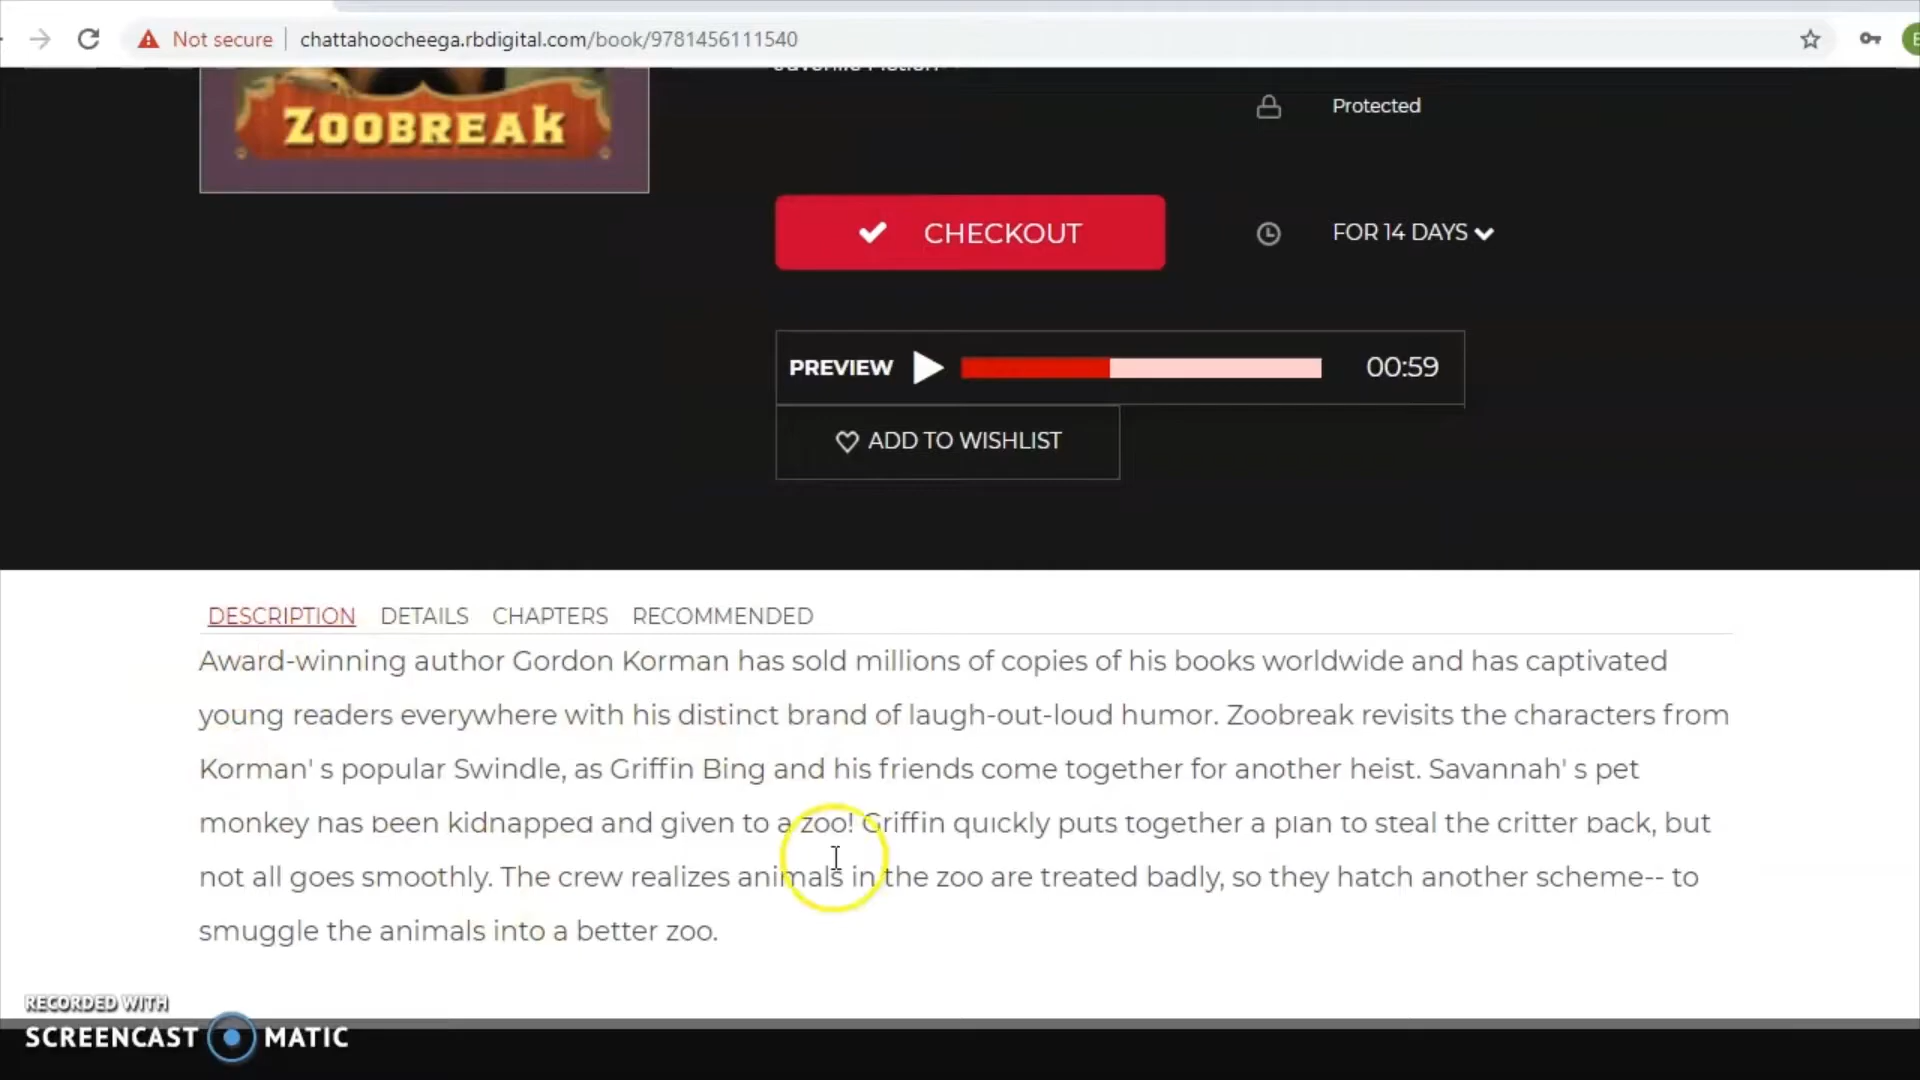 Not secure chattahoocheega.rbdigital.com/book/9781456111540
Juvenile Fiction
ZOOBREAK
Protected
CHECKOUT
FOR 14 DAYS
PREVIEW 00:59
ADD TO WISHLIST
DESCRIPTION DETAILS CHAPTERS RECOMMENDED
Award-winning author Gordon Korman has sold millions of copies of his books worldwide and has captivated
young readers everywhere with his distinct brand of laugh-out-loud humor. Zoobreak revisits the characters from
Korman' s popular Swindle, as Griffin Bing and his friends come together for another heist. Savannah' s pet
monkey has been kidnapped and given to a zoo! Griffin quickly puts together a plan to steal the critter back, but
not all goes smoothly. The crew realizes animals in the zoo are treated badly, so they hatch another scheme-- to
smuggle the animals into a better zoo.
RECORDED WITH
SCREENCAST MATIC